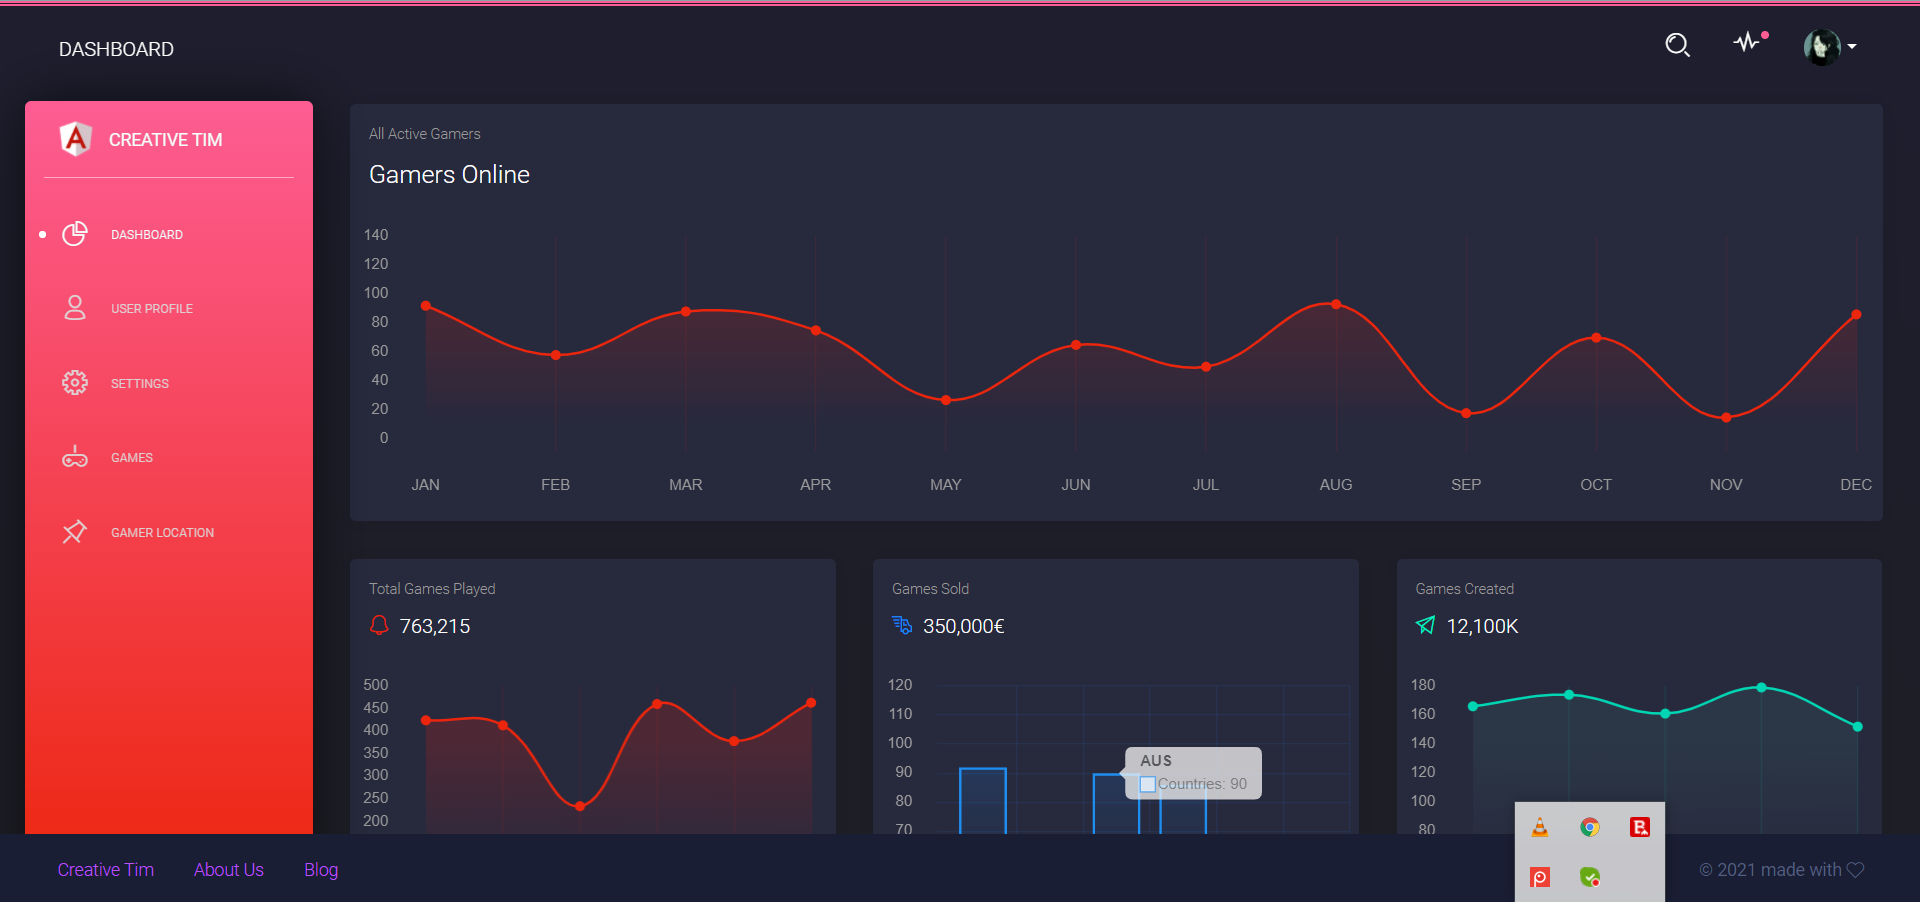 DASHBOARD
CREATIVE TIM
DASHBOARD
USER PROFILE
SETTINGS
GAMES
GAMER LOCATION
All Active Gamers
Gamers Online
140
120
100
80
60
40
20
0
JAN FEB MAR APR MAY JUN JUL AUG SEP OCT NOV DEC
Total Games Played
763,215
500
450
400
350
300
250
200
Games Sold
350,000€
120
110
100
90
80
70
AUS
Countries: 90
Games Created
12,100K
180
160
140
120
100
80
Creative Tim About Us Blog
© 2021 made with